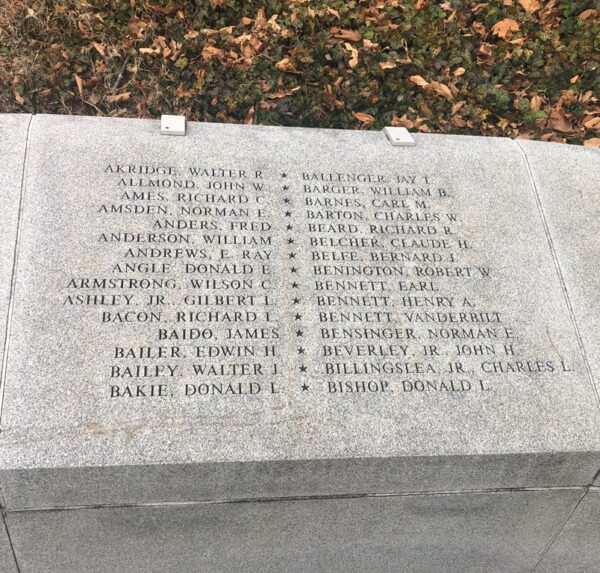 AKRIDGE, WALTER R. ★ BALLENGER, JAY T.
ALLMOND, JOHN W. ★ BARGER, WILLIAM B.
AMES, RICHARD C. ★ BARNES, CARL M.
AMSDEN, NORMAN E. ★ BARTON, CHARLES W.
ANDERS, FRED ★ BEARD, RICHARD R.
ANDERSON, WILLIAM ★ BELCHER, CLAUDE H.
ANDREWS, E. RAY ★ BELFE, BERNARD J.
ANGLE, DONALD E. ★ BENINGTON, ROBERT W.
ARMSTRONG, WILSON C. ★ BENNETT, EARL
ASHLEY, JR., GILBERT L. ★ BENNETT, HENRY A.
BACON, RICHARD L. ★ BENNETT, VANDERBILT
BAIDO, JAMES ★ BENSINGER, NORMAN E.
BAILER, EDWIN H. ★ BEVERLEY, JR., JOHN H.
BAILEY, WALTER J. ★ BILLINGSLEA, JR., CHARLES L.
BAKIE, DONALD L. ★ BISHOP, DONALD L.